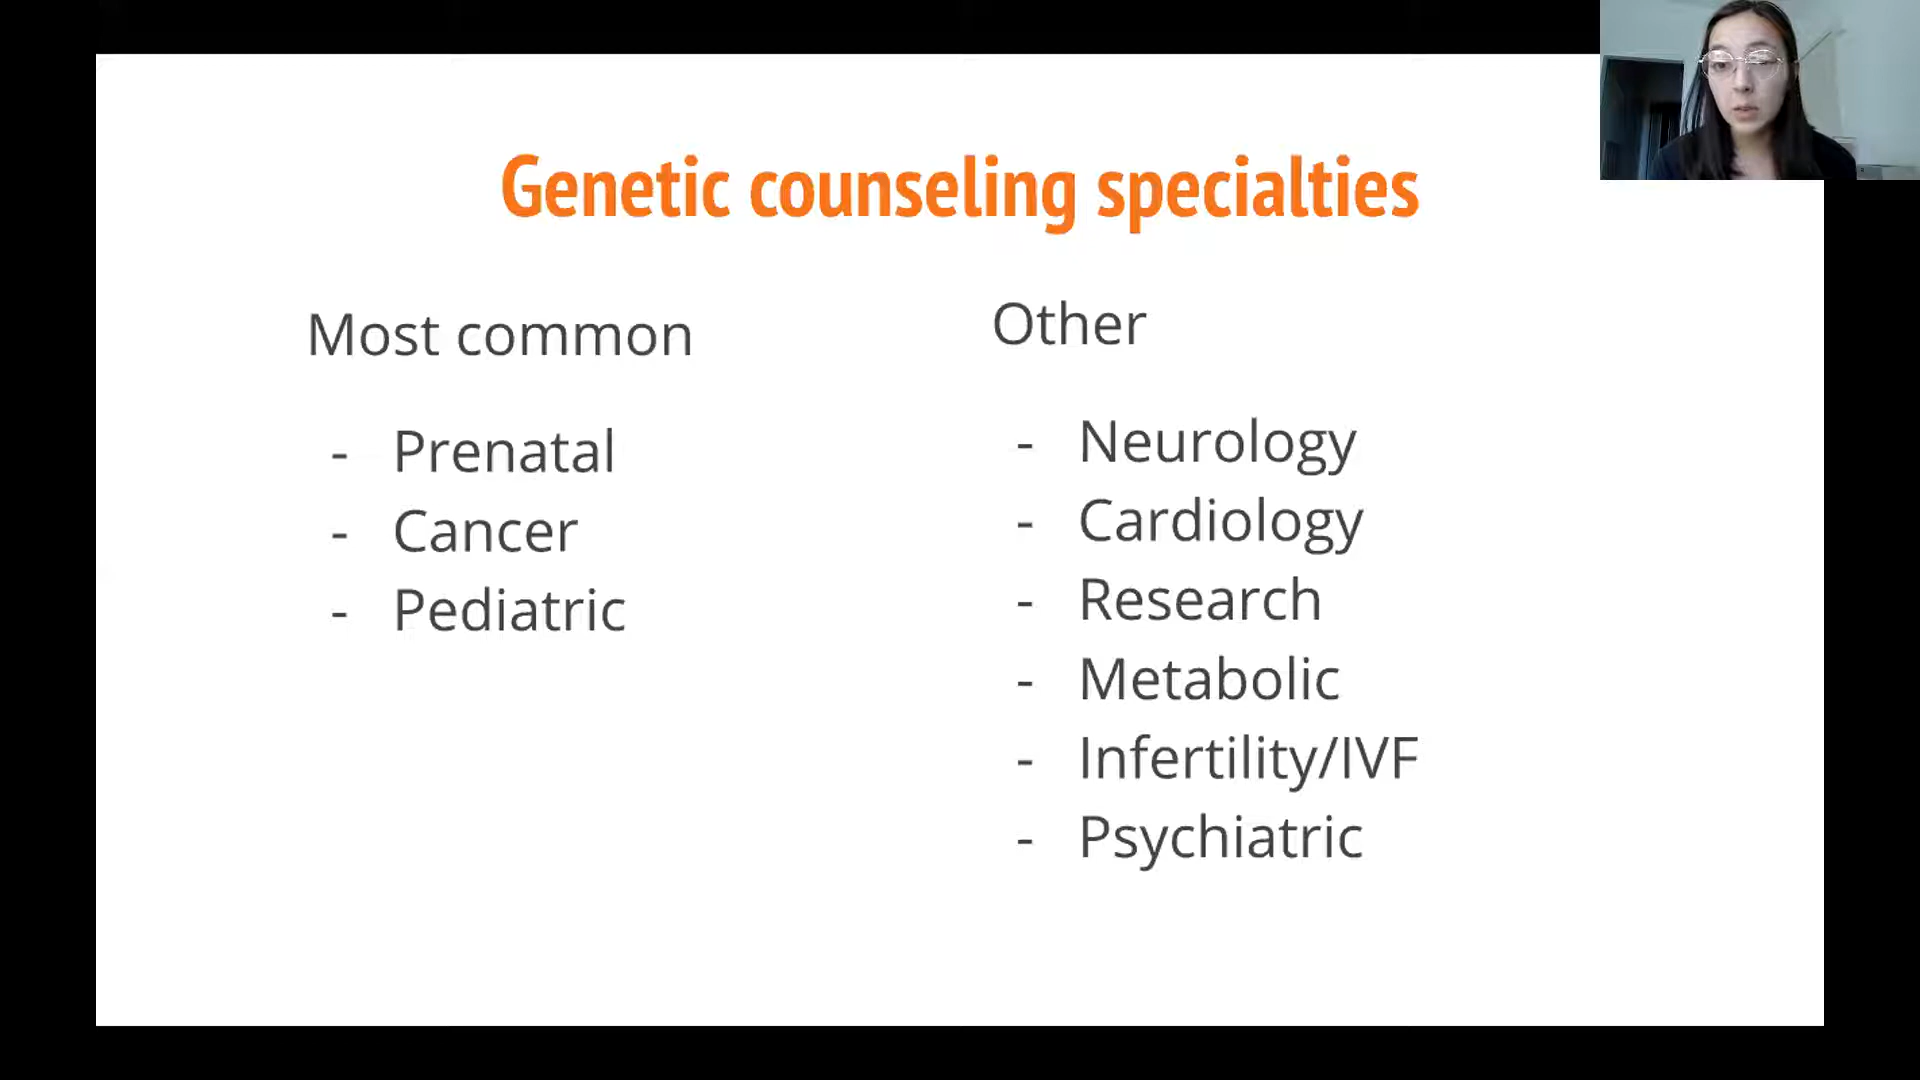 Genetic counseling specialties
Most common
- Prenatal
- Cancer
- Pediatric
Other
- Neurology
- Cardiology
- Research
- Metabolic
- Infertility/IVF
- Psychiatric